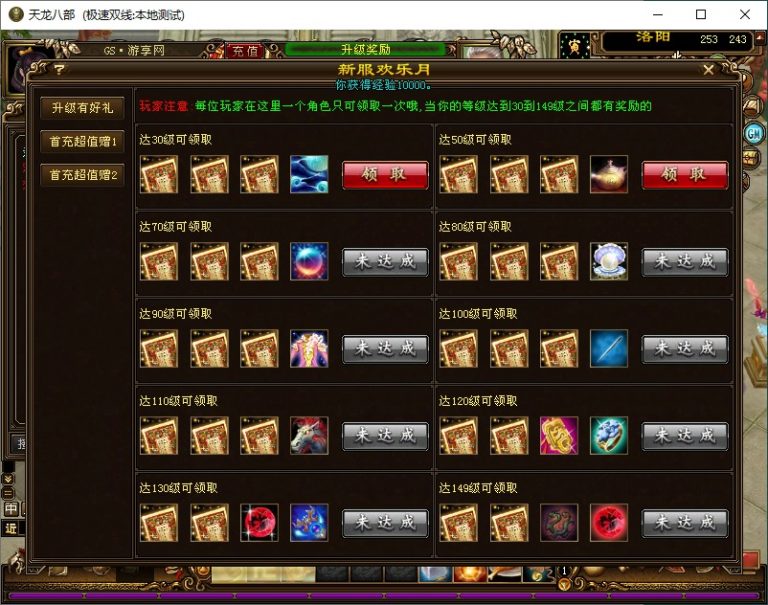 天龙八部 (极速双线:本地测试)
GS·游享网
充值
升级奖励
洛阳
253 243
?
新服欢乐月
你获得经验10000。
GM
升级有好礼
首充超值赠1
首充超值赠2
玩家注意:每位玩家在这里一个角色只可领取一次哦,当你的等级达到30到149级之间都有奖励的
达30级可领取
领取
达50级可领取
领取
达70级可领取
未达成
达80级可领取
未达成
达90级可领取
未达成
达100级可领取
未达成
达110级可领取
未达成
达120级可领取
未达成
达130级可领取
未达成
达149级可领取
未达成
近
1